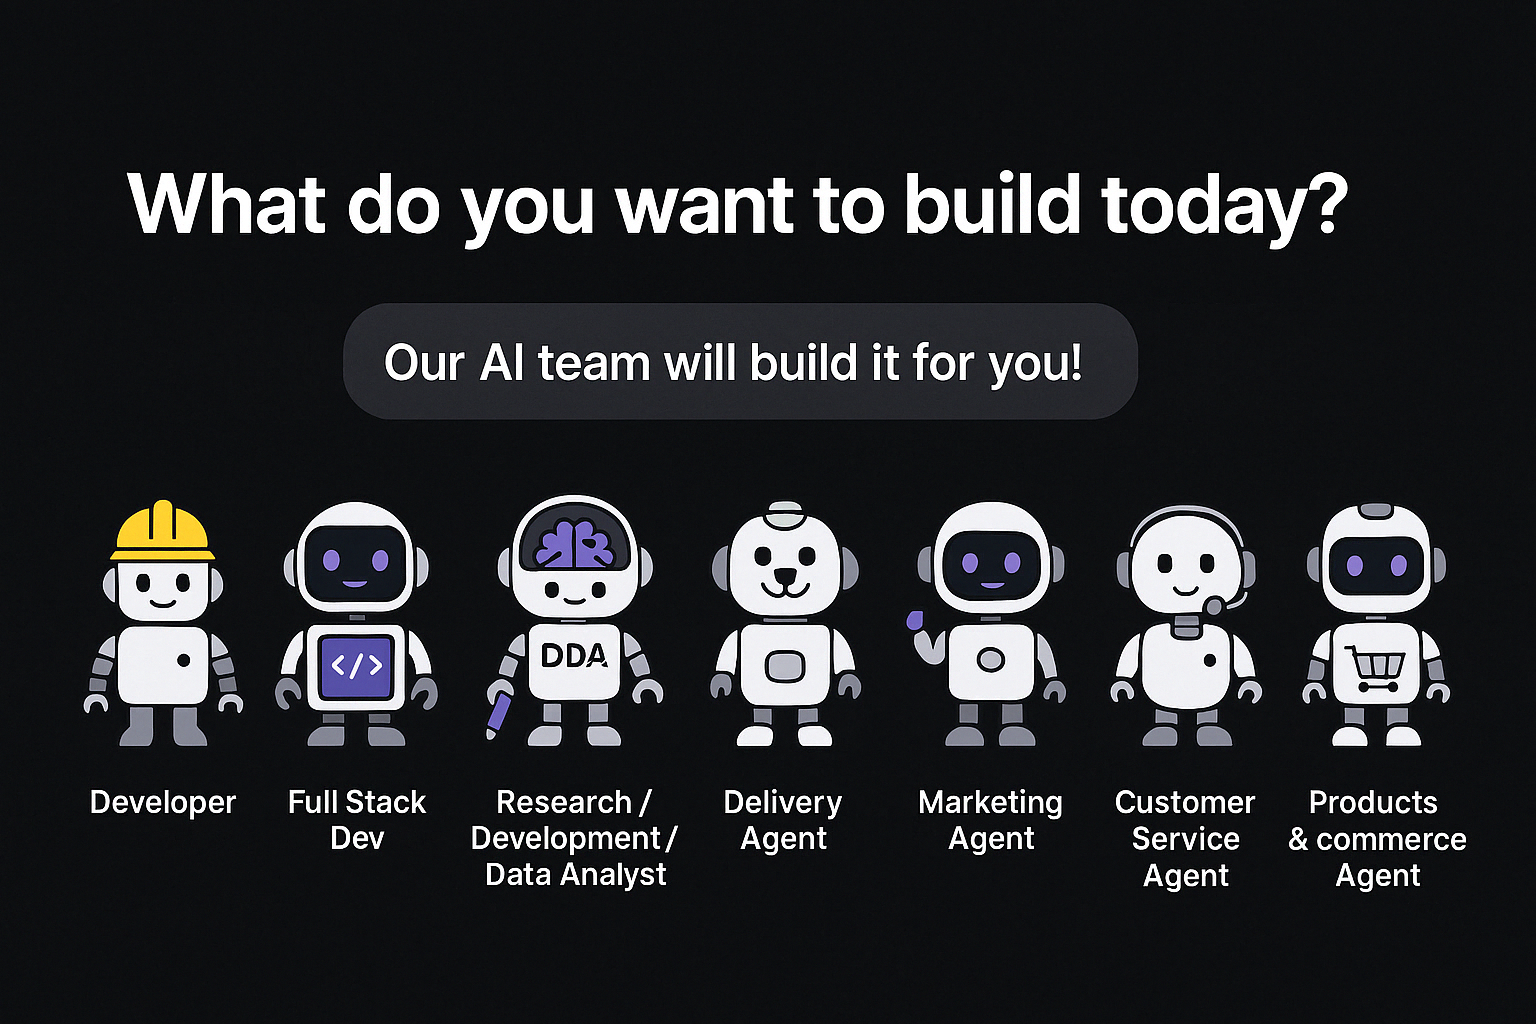 What do you want to build today?
Our AI team will build it for you!
</>
DDA
Developer
Full Stack
Dev
Research /
Development /
Data Analyst
Delivery
Agent
Marketing
Agent
Customer
Service
Agent
Products
& commerce
Agent